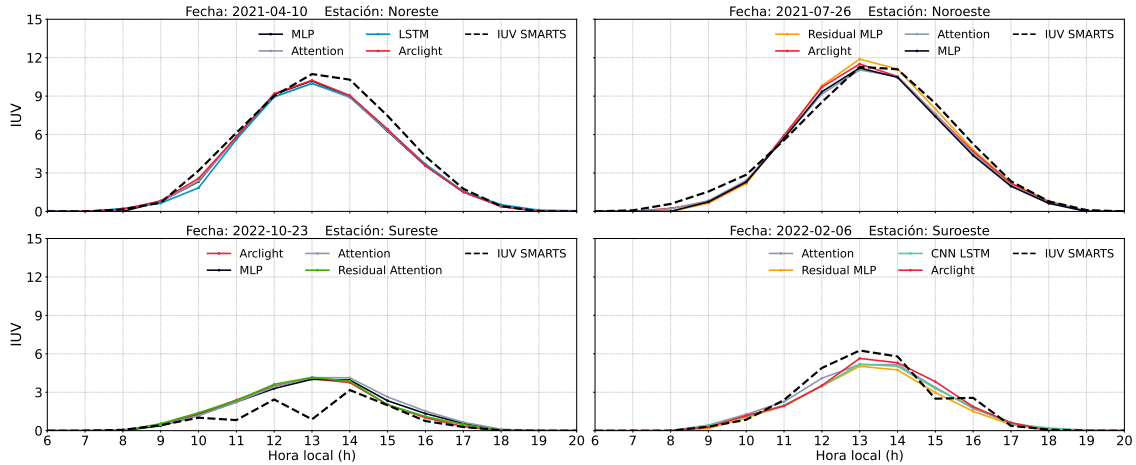 Fecha: 2021-04-10 Estación: Noreste
MLP LSTM IUV SMARTS
Attention Arclight
15
12
9
6
3
0
IUV
Fecha: 2021-07-26 Estación: Noroeste
Residual MLP Attention IUV SMARTS
Arclight MLP
Fecha: 2022-10-23 Estación: Sureste
Arclight Attention IUV SMARTS
MLP Residual Attention
15
12
9
6
3
0
IUV
6 7 8 9 10 11 12 13 14 15 16 17 18 19 20
Hora local (h)
Fecha: 2022-02-06 Estación: Suroeste
Attention CNN LSTM IUV SMARTS
Residual MLP Arclight
6 7 8 9 10 11 12 13 14 15 16 17 18 19 20
Hora local (h)